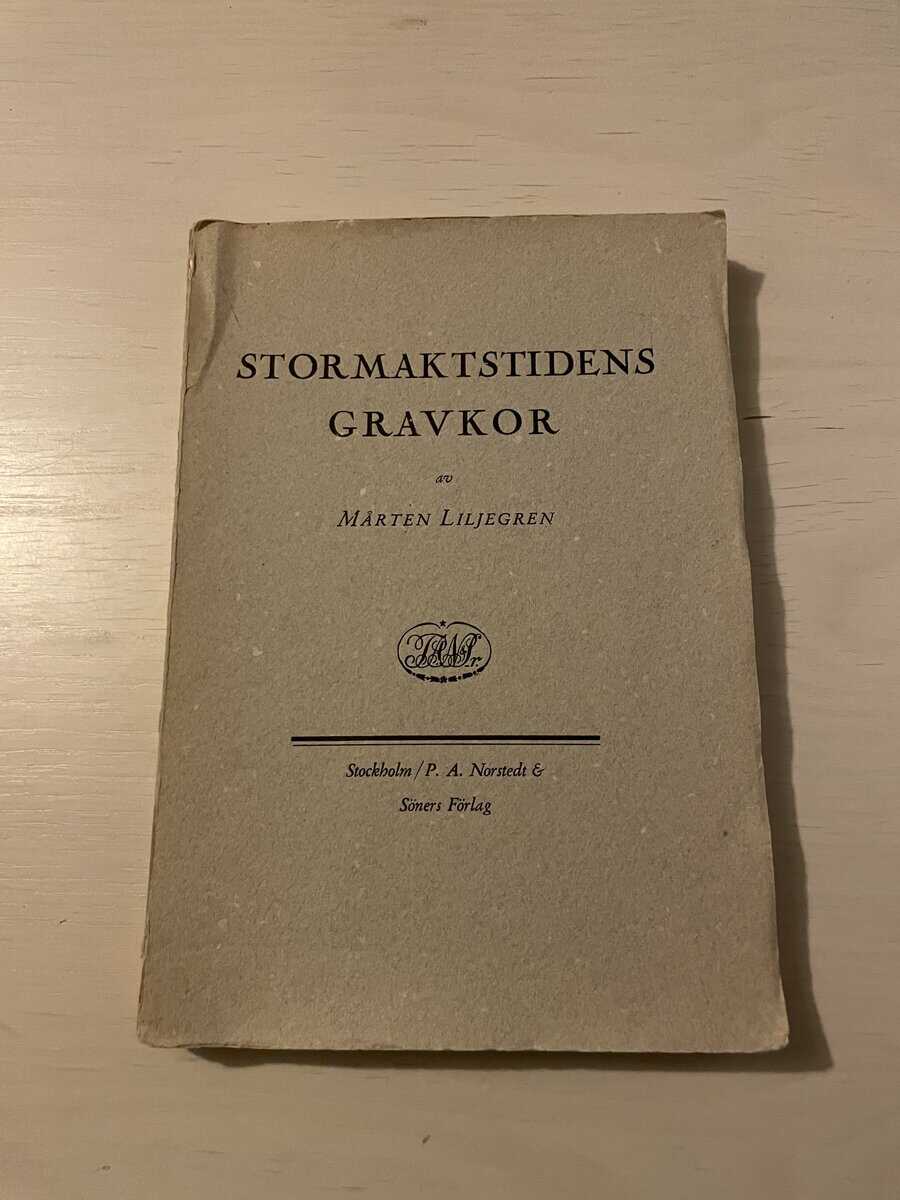 STORMAKTSTIDENS
GRAVKOR
av
MÅRTEN LILJEGREN
Stockholm / P. A. Norstedt &
Söners Förlag